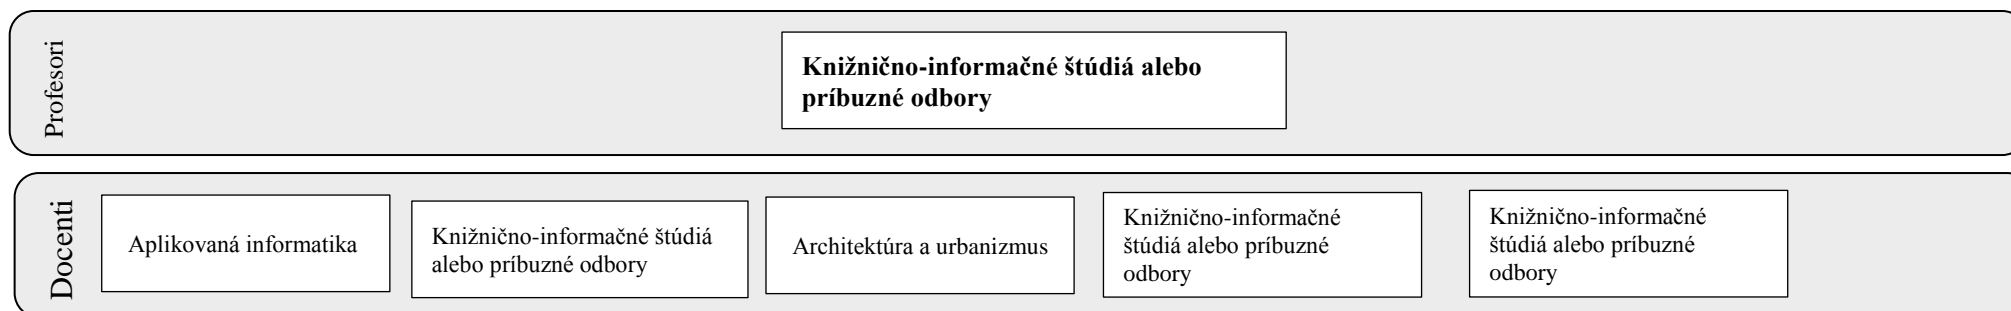 Profesori
Knižnično-informačné štúdiá alebo
príbuzné odbory
Docenti
Aplikovaná informatika
Knižnično-informačné štúdiá
alebo príbuzné odbory
Architektúra a urbanizmus
Knižnično-informačné
štúdiá alebo príbuzné
odbory
Knižnično-informačné
štúdiá alebo príbuzné
odbory